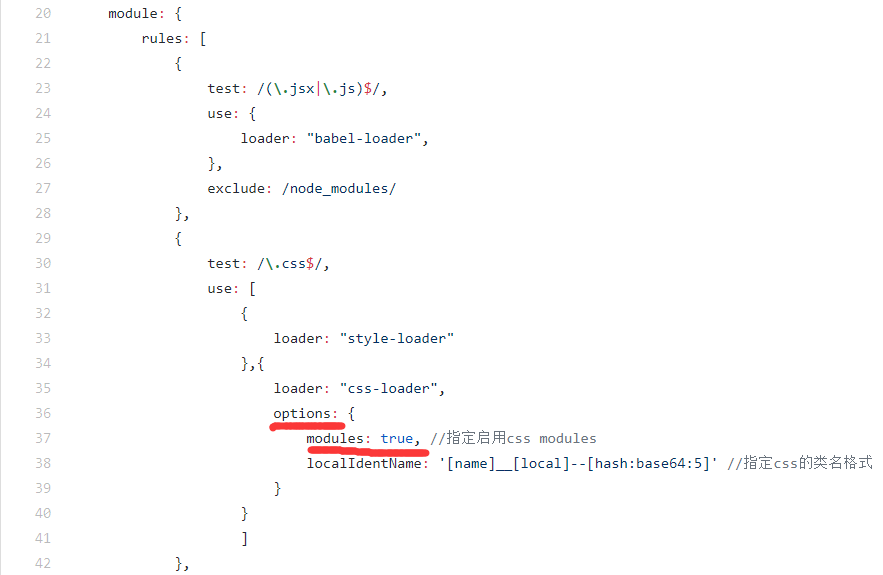 20 module: {
21 rules: [
22 {
23 test: /(\.jsx|\.js)$/,
24 use: {
25 loader: "babel-loader",
26 },
27 exclude: /node_modules/
28 },
29 {
30 test: /\.css$/,
31 use: [
32 {
33 loader: "style-loader"
34 },{
35 loader: "css-loader",
36 options: {
37 modules: true, //指定启用css modules
38 localIdentName: '[name]__[local]--[hash:base64:5]' //指定css的类名格式
39 }
40 }
41 ]
42 },